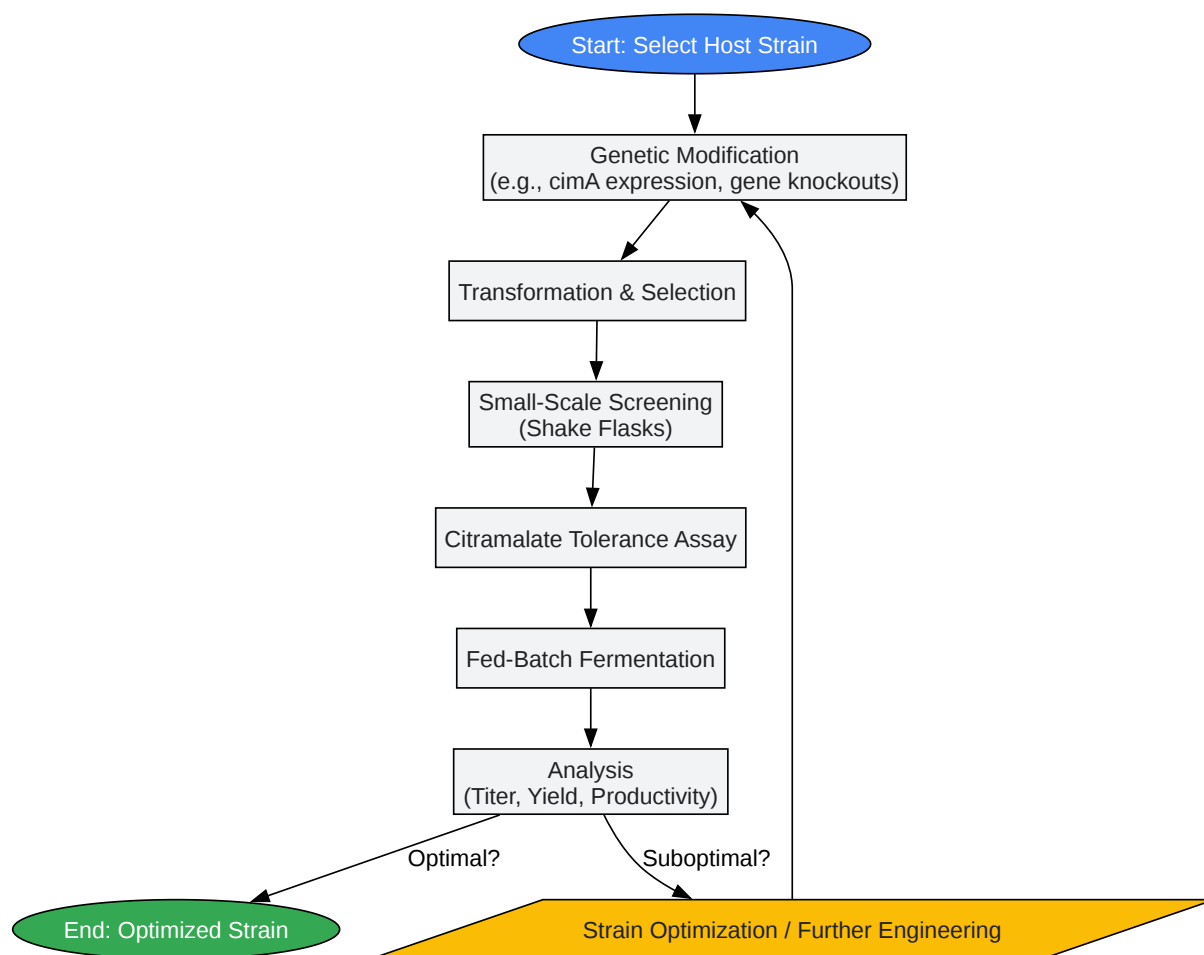 Start: Select Host Strain
Genetic Modification
(e.g., cimA expression, gene knockouts)
Transformation & Selection
Small-Scale Screening
(Shake Flasks)
Citramalate Tolerance Assay
Fed-Batch Fermentation
Analysis
(Titer, Yield, Productivity)
Optimal?
Suboptimal?
End: Optimized Strain
Strain Optimization / Further Engineering